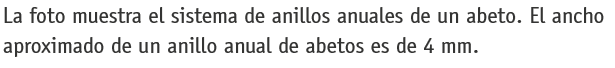 La foto muestra el sistema de anillos anuales de un abeto. El ancho
aproximado de un anillo anual de abetos es de 4 mm.